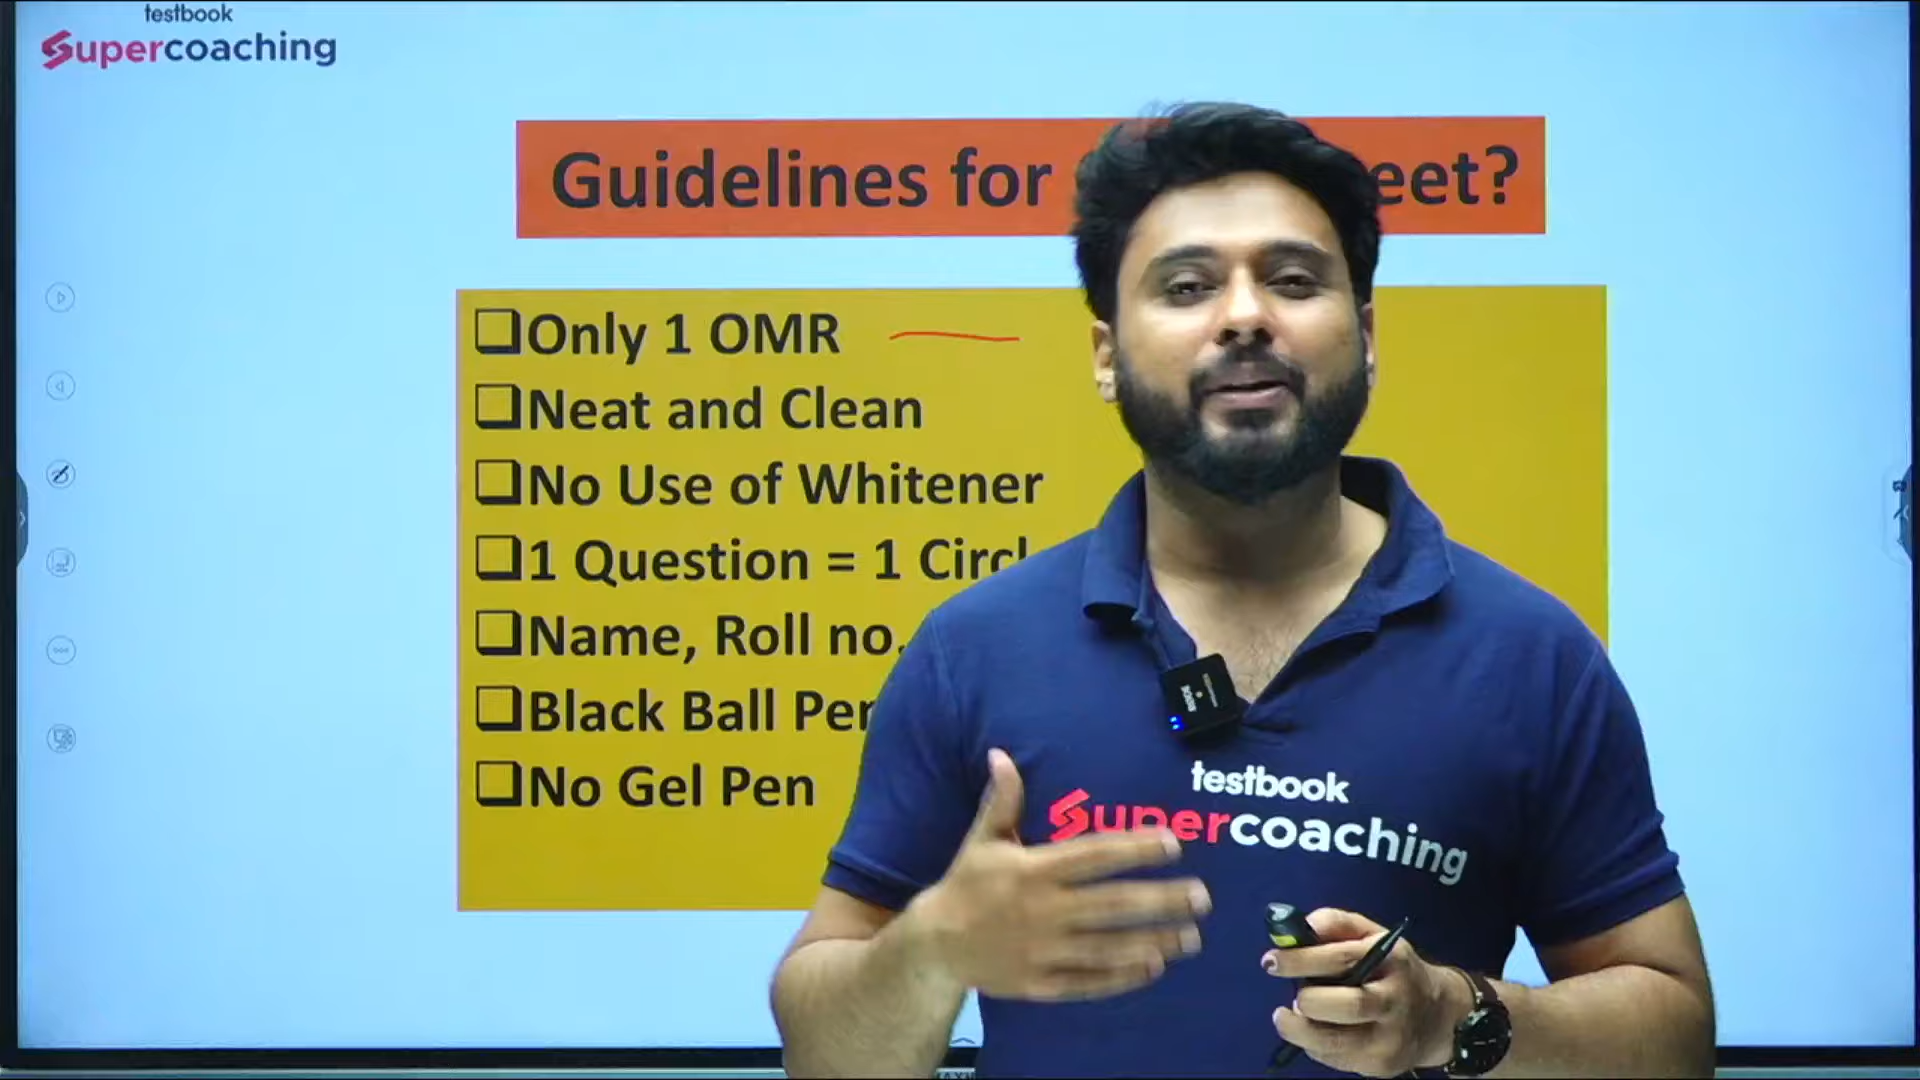 testbook
Supercoaching
Guidelines for eet?
Only 1 OMR
Neat and Clean
No Use of Whitener
1 Question = 1 Circl
Name, Roll no.
Black Ball Pen
No Gel Pen
testbook
Supercoaching